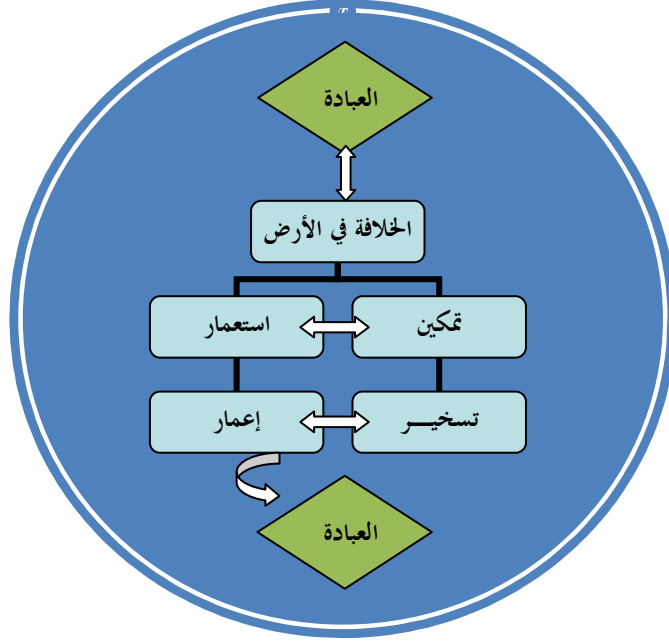 العبادة
الخلافة في الأرض
تمكين
استعمار
تسخيـــر
إعمار
العبادة